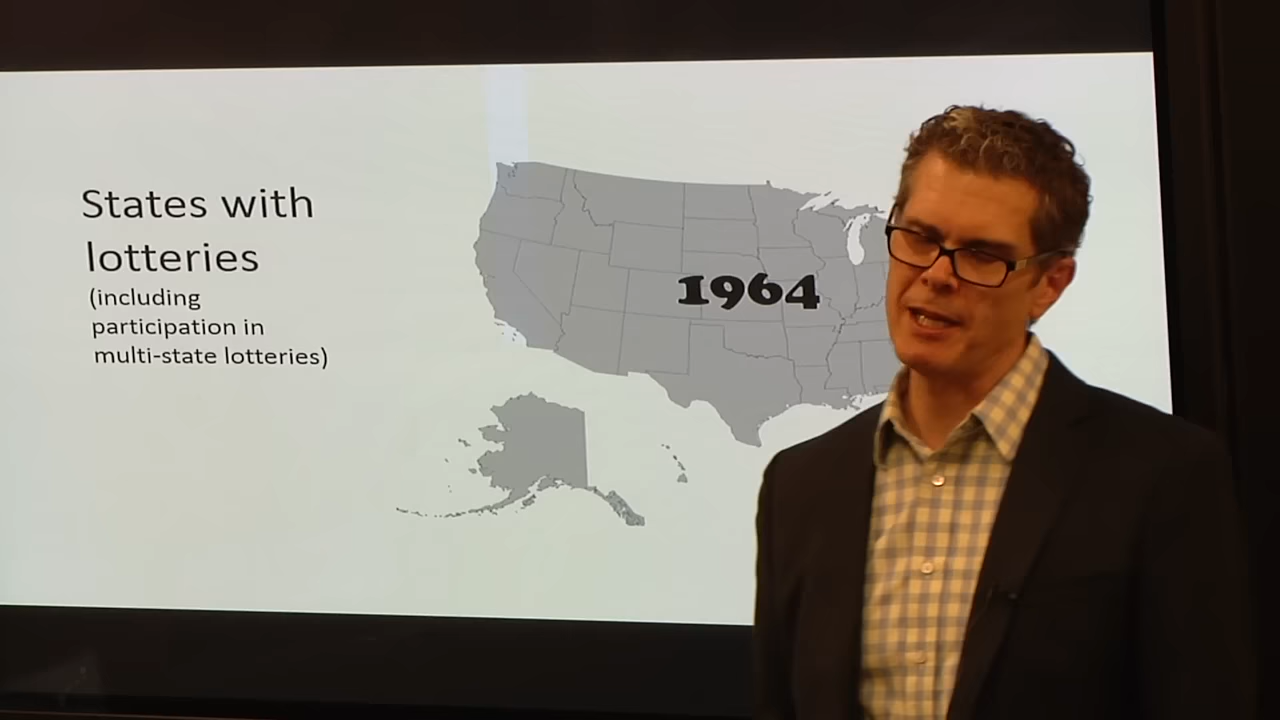 States with
lotteries
(including
participation in
multi-state lotteries)
1964